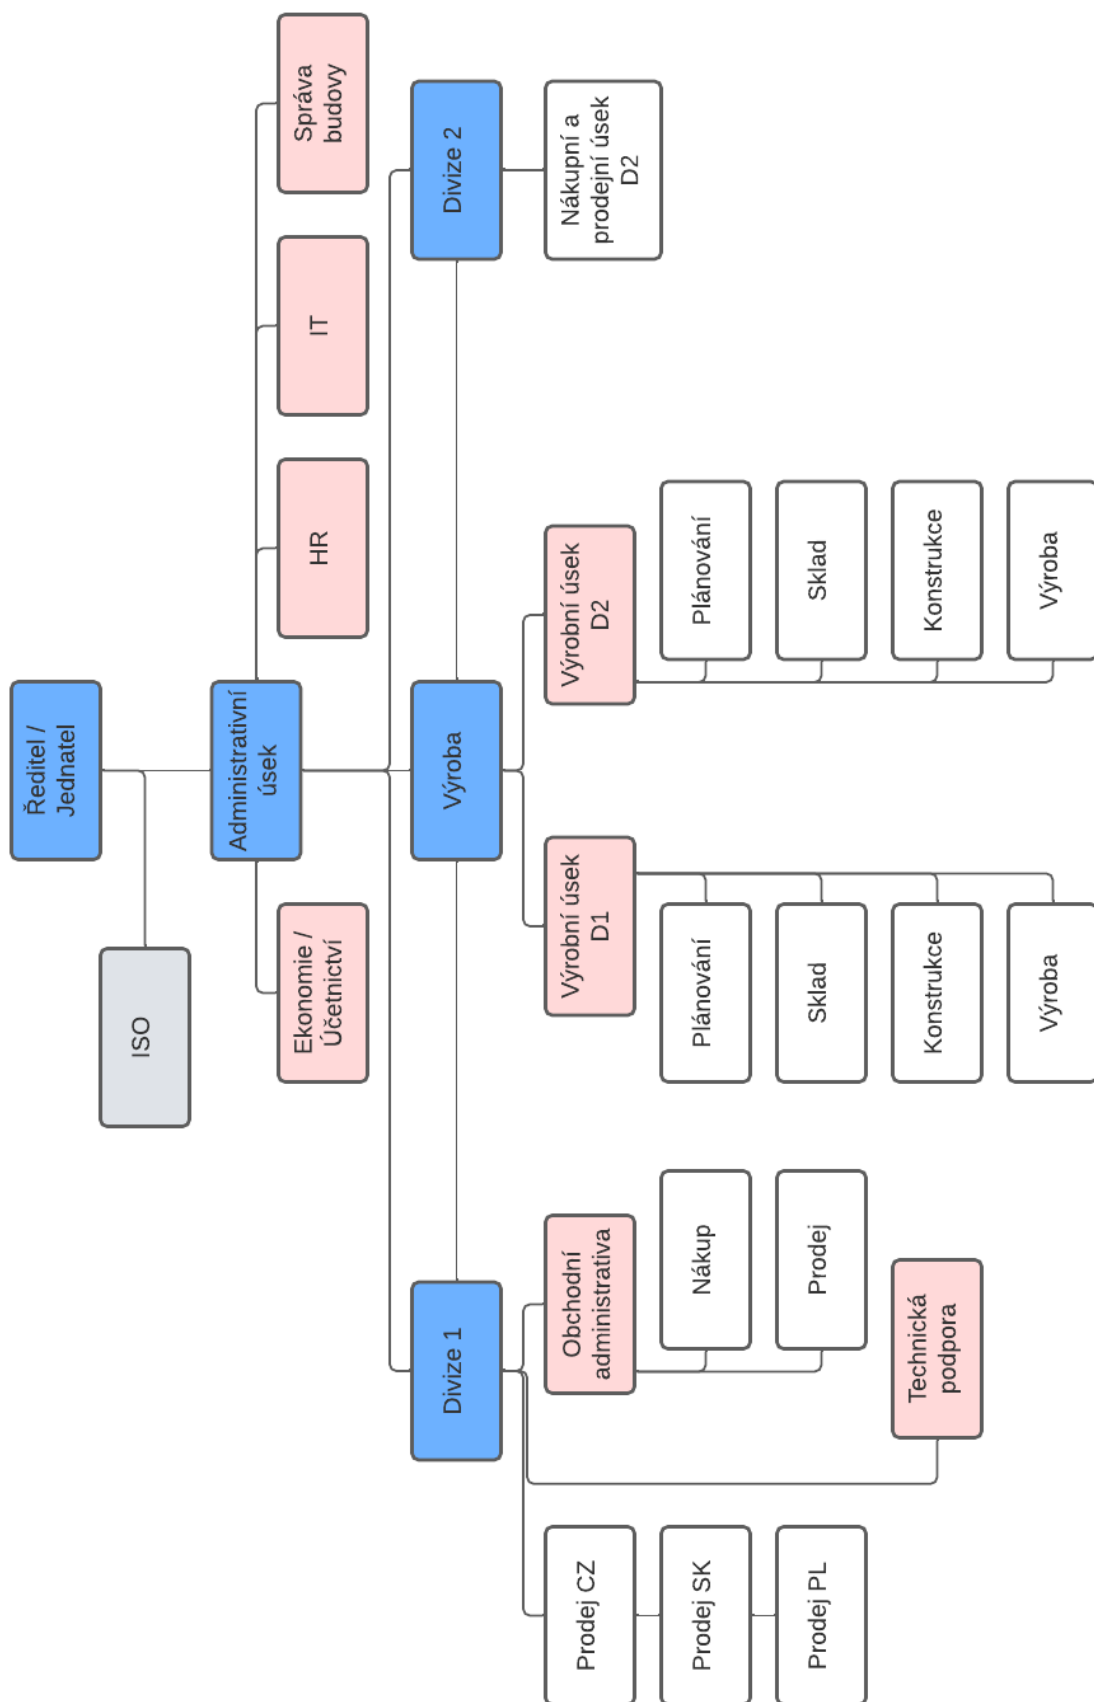 Ředitel /
Jednatel
ISO
Administrativní
úsek
Ekonomie /
Účetnictví
HR
IT
Správa
budovy
Divize 1
Výroba
Divize 2
Prodej CZ
Prodej SK
Prodej PL
Obchodní
administrativa
Nákup
Prodej
Technická
podpora
Výrobní úsek
D1
Plánování
Sklad
Konstrukce
Výroba
Výrobní úsek
D2
Plánování
Sklad
Konstrukce
Výroba
Nákupní a
prodejní úsek
D2